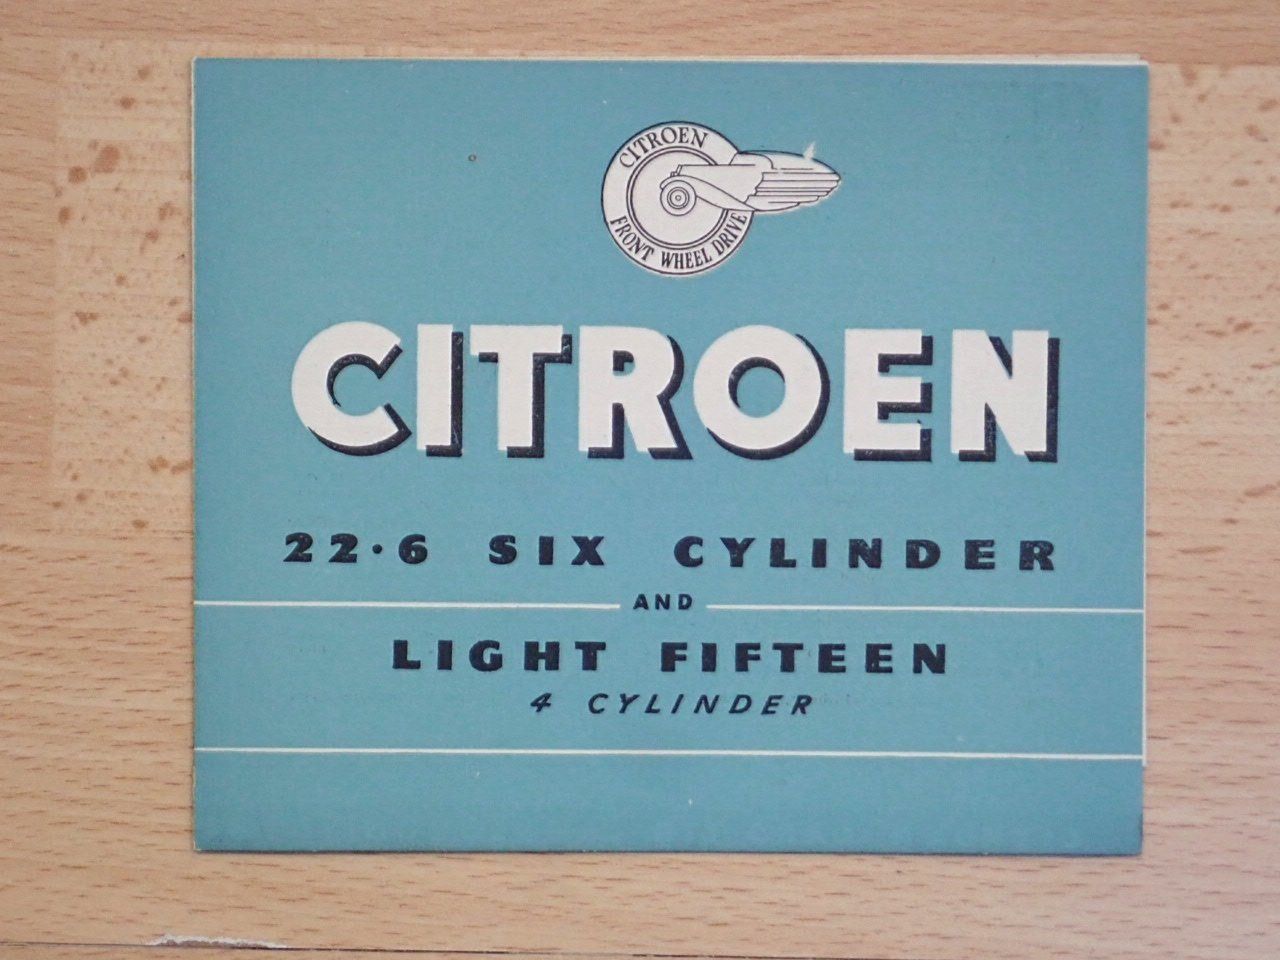 CITROEN
FRONT WHEEL DRIVE
CITROEN
22·6 SIX CYLINDER
AND
LIGHT FIFTEEN
4 CYLINDER